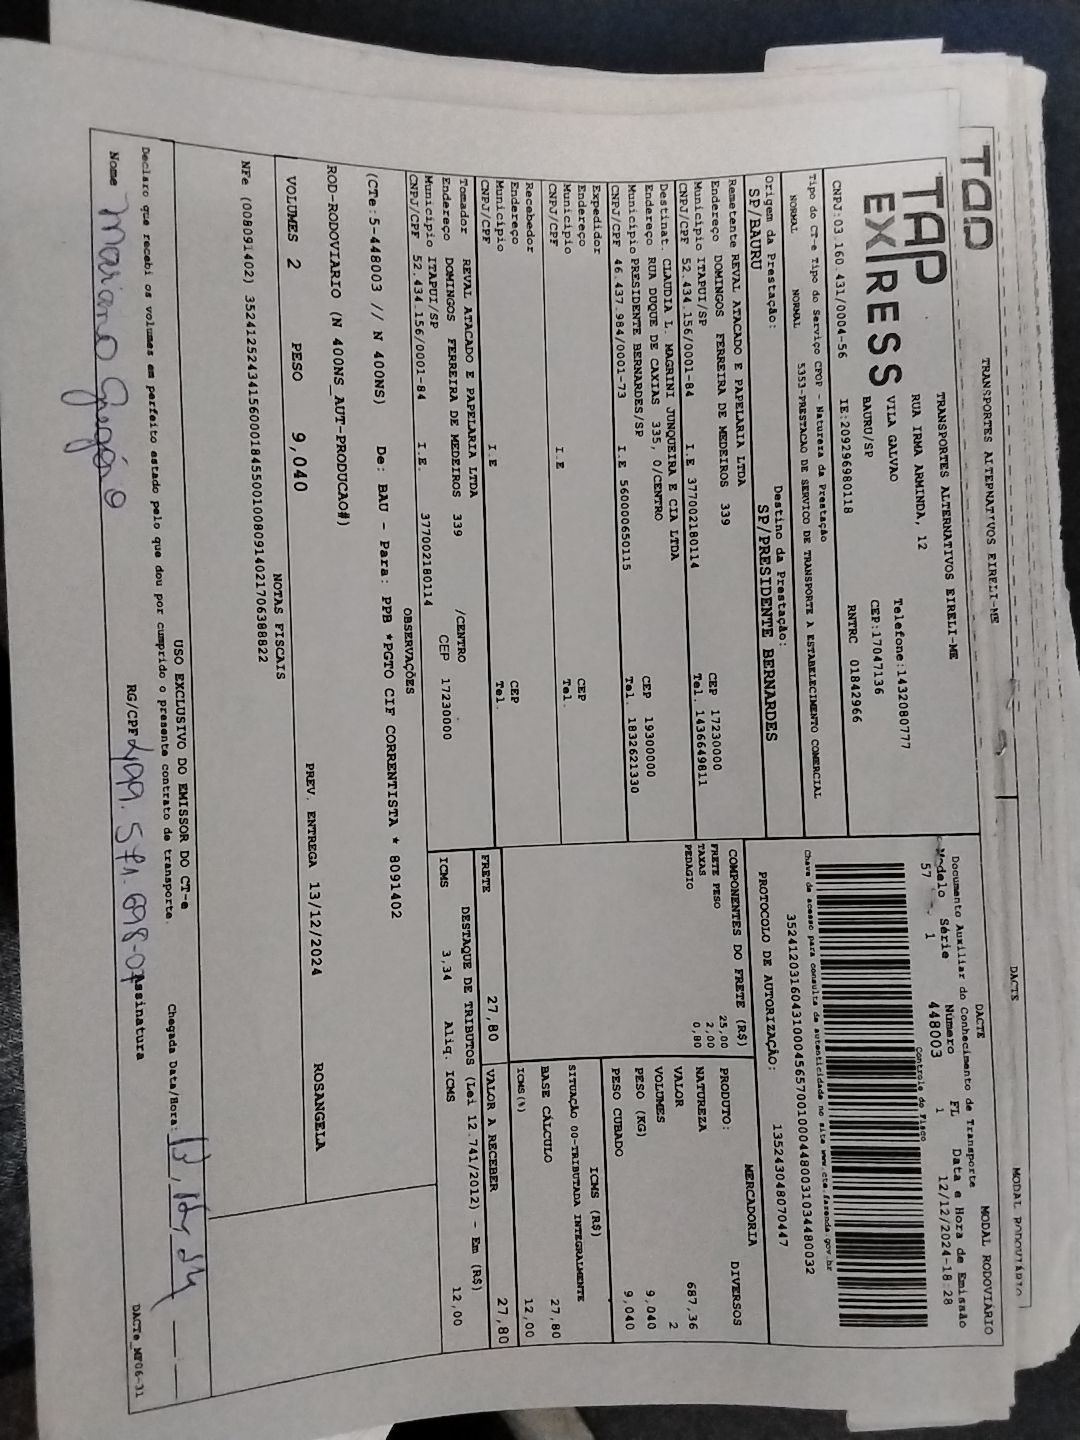 TRANSPORTES ALTERNATIVOS EIRELI-ME
DACTE
MODAL RODOVIÁRIO
TAP EXPRESS
TRANSPORTES ALTERNATIVOS EIRELI-ME
RUA IRMA ARMINDA, 12 Telefone:1432080777
VILA GALVAO CEP:17047136
BAURU/SP RNTRC 01842966
CNPJ:03.160.431/0004-56 IE:209296980118
DACTE MODAL RODOVIÁRIO
Documento Auxiliar do Conhecimento de Transporte
Modelo Série Número FL Data e Hora de Emissão
57 1 448003 1 12/12/2024-18:28
Controle do Fisco
Chave de acesso para consulta de autenticidade no site www.cte.fazenda.gov.br
35241203160431000456570010004480031034480032
PROTOCOLO DE AUTORIZAÇÃO: 135243048070447
Tipo do CT-e Tipo do Serviço CFOP - Natureza da Prestação
NORMAL NORMAL 5353-PRESTACAO DE SERVICO DE TRANSPORTE A ESTABELECIMENTO COMERCIAL
Origem da Prestação: Destino da Prestação:
SP/BAURU SP/PRESIDENTE BERNARDES
Remetente REVAL ATACADO E PAPELARIA LTDA
Endereço DOMINGOS FERREIRA DE MEDEIROS 339 CEP 17230000
Município ITAPUI/SP Tel. 1436649811
CNPJ/CPF 52.434.156/0001-84 I.E 377002180114
Destinat. CLAUDIA L. MAGRINI JUNQUEIRA E CIA LTDA
Endereço RUA DUQUE DE CAXIAS 335, 0/CENTRO CEP 19300000
Município PRESIDENTE BERNARDES/SP Tel. 1832621330
CNPJ/CPF 46.437.984/0001-73 I.E 560000650115
Expedidor
Endereço CEP
Município Tel.
CNPJ/CPF I.E
Recebedor
Endereço CEP
Município Tel.
CNPJ/CPF I.E
Tomador REVAL ATACADO E PAPELARIA LTDA
Endereço DOMINGOS FERREIRA DE MEDEIROS 339 /CENTRO
Município ITAPUI/SP CEP 17230000
CNPJ/CPF 52.434.156/0001-84 I.E 377002180114
COMPONENTES DO FRETE (R$)
FRETE PESO 25,00
TAXAS 2,00
PEDAGIO 0,80
MERCADORIA
PRODUTO: DIVERSOS
NATUREZA
VALOR 687,36
VOLUMES 2
PESO (KG) 9,040
PESO CUBADO 9,040
ICMS (R$)
SITUAÇÃO 00-TRIBUTADA INTEGRALMENTE
BASE CÁLCULO 27,80
ICMS(%) 12,00
FRETE 27,80 VALOR A RECEBER 27,80
DESTAQUE DE TRIBUTOS (Lei 12.741/2012) - Em (R$)
ICMS 3,34 Aliq. ICMS 12,00
OBSERVAÇÕES
(CTe:5-448003 // N 400NS) De: BAU - Para: PPB *PGTO CIF CORRENTISTA * 8091402
ROD-RODOVIARIO (N 400NS_AUT-PRODUCAO#)
PREV. ENTREGA 13/12/2024 ROSANGELA
VOLUMES 2 PESO 9,040
NOTAS FISCAIS
NFe (008091402) 35241252434156000184550010080914021706388822
USO EXCLUSIVO DO EMISSOR DO CT-e
Declaro que recebi os volumes em perfeito estado pelo que dou por cumprido o presente contrato de transporte. Chegada Data/Hora:
Nome Mariano Gregório RG/CPF Assinatura
DACTe_MP06-31